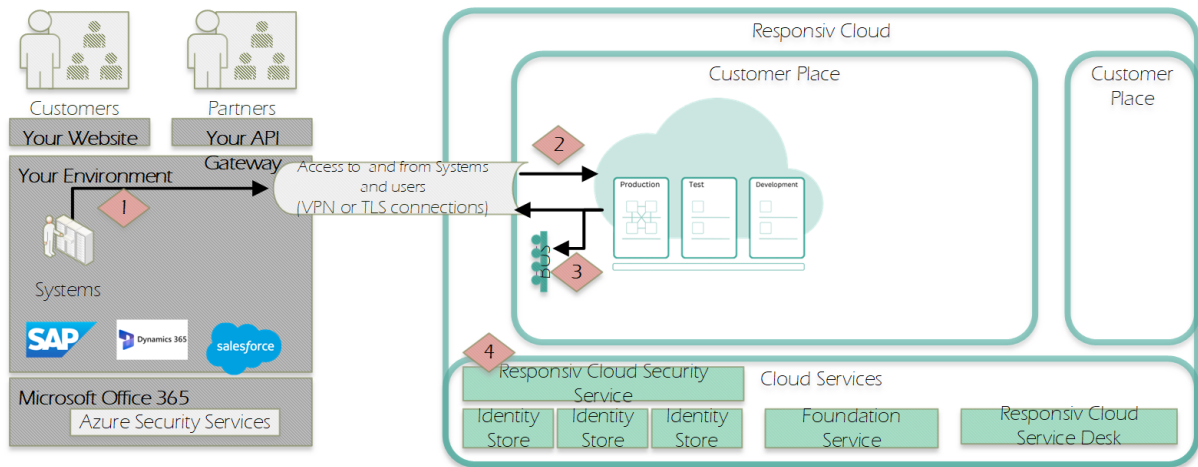 Customers
Partners
Your Website
Your API
Gateway
Your Environment
1
Systems
SAP
Dynamics 365
salesforce
Microsoft Office 365
Azure Security Services
Access to and from Systems
and users
(VPN or TLS connections)
Responsiv Cloud
Customer Place
2
Production
Test
Development
BUS
3
Customer
Place
4
Responsiv Cloud Security
Service
Cloud Services
Identity
Store
Identity
Store
Identity
Store
Foundation
Service
Responsiv Cloud
Service Desk